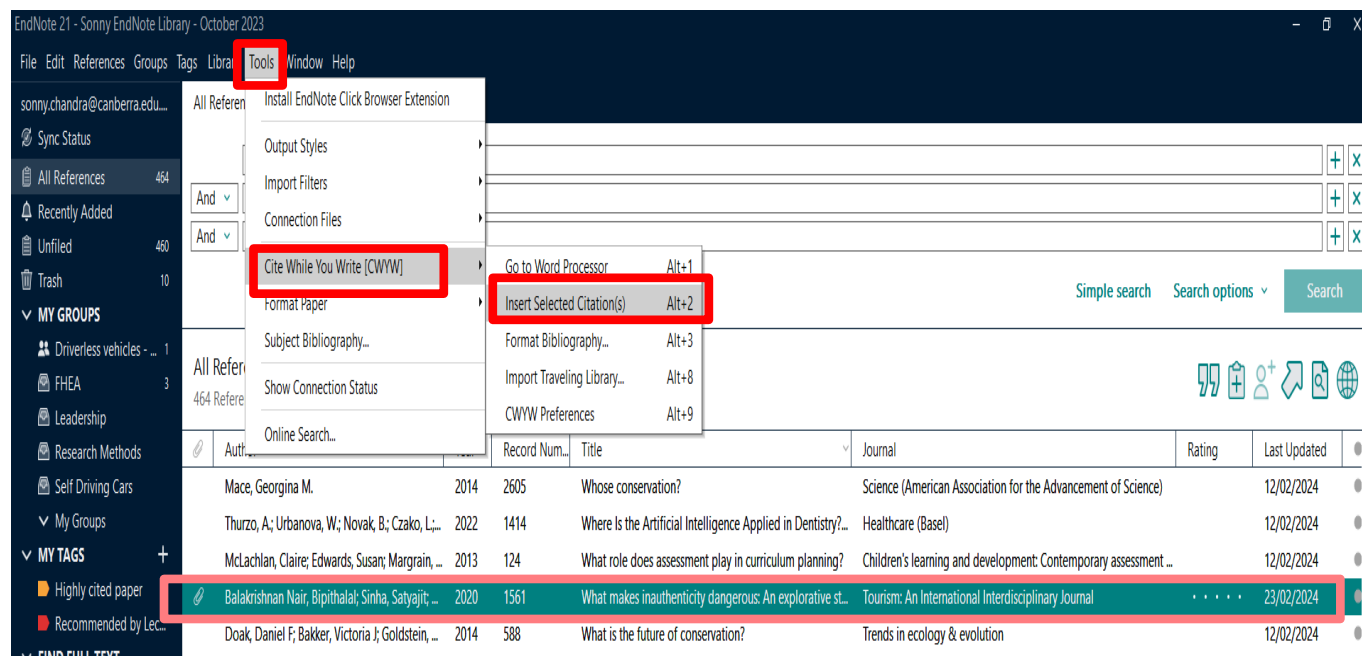 EndNote 21 - Sonny EndNote Library - October 2023
File Edit References Groups Tags Library Tools Window Help
sonny.chandra@canberra.edu....
Sync Status
All References 464
Recently Added
Unfiled 460
Trash 10
MY GROUPS
Driverless vehicles - ... 1
FHEA 3
Leadership
Research Methods
Self Driving Cars
My Groups
MY TAGS +
Highly cited paper
Recommended by Lec...
FIND FULL TEXT
All Referen
Install EndNote Click Browser Extension
Output Styles
Import Filters
Connection Files
Cite While You Write [CWYW]
Format Paper
Subject Bibliography...
Show Connection Status
Online Search...
Go to Word Processor Alt+1
Insert Selected Citation(s) Alt+2
Format Bibliography... Alt+3
Import Traveling Library... Alt+8
CWYW Preferences Alt+9
And
And
Simple search Search options Search
All Refere
464 Refere
Author Year Record Num... Title Journal Rating Last Updated
Mace, Georgina M. 2014 2605 Whose conservation? Science (American Association for the Advancement of Science) 12/02/2024
Thurzo, A.; Urbanova, W.; Novak, B.; Czako, L.;... 2022 1414 Where Is the Artificial Intelligence Applied in Dentistry?... Healthcare (Basel) 12/02/2024
McLachlan, Claire; Edwards, Susan; Margrain, ... 2013 124 What role does assessment play in curriculum planning? Children's learning and development: Contemporary assessment ... 12/02/2024
Balakrishnan Nair, Bipithalal; Sinha, Satyajit; ... 2020 1561 What makes inauthenticity dangerous: An explorative st... Tourism: An International Interdisciplinary Journal 23/02/2024
Doak, Daniel F; Bakker, Victoria J; Goldstein, ... 2014 588 What is the future of conservation? Trends in ecology & evolution 12/02/2024